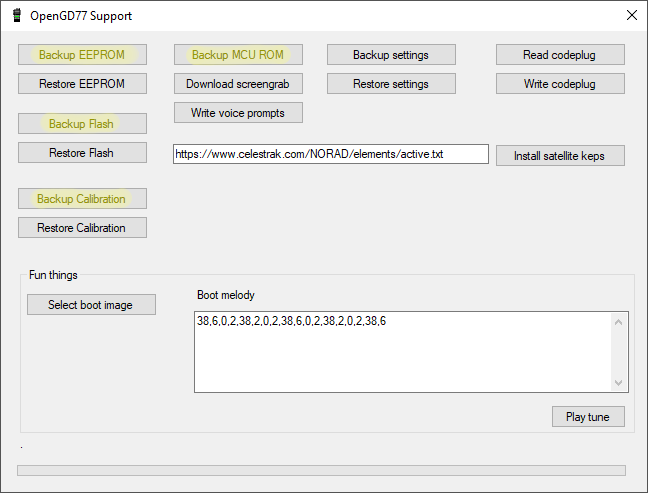 OpenGD77 Support
Backup EEPROM
Backup MCU ROM
Backup settings
Read codeplug
Restore EEPROM
Download screengrab
Restore settings
Write codeplug
Write voice prompts
Backup Flash
Restore Flash
https://www.celestrak.com/NORAD/elements/active.txt
Install satellite keps
Backup Calibration
Restore Calibration
Fun things
Select boot image
Boot melody
38,6,0,2,38,2,0,2,38,6,0,2,38,2,0,2,38,6
Play tune
.